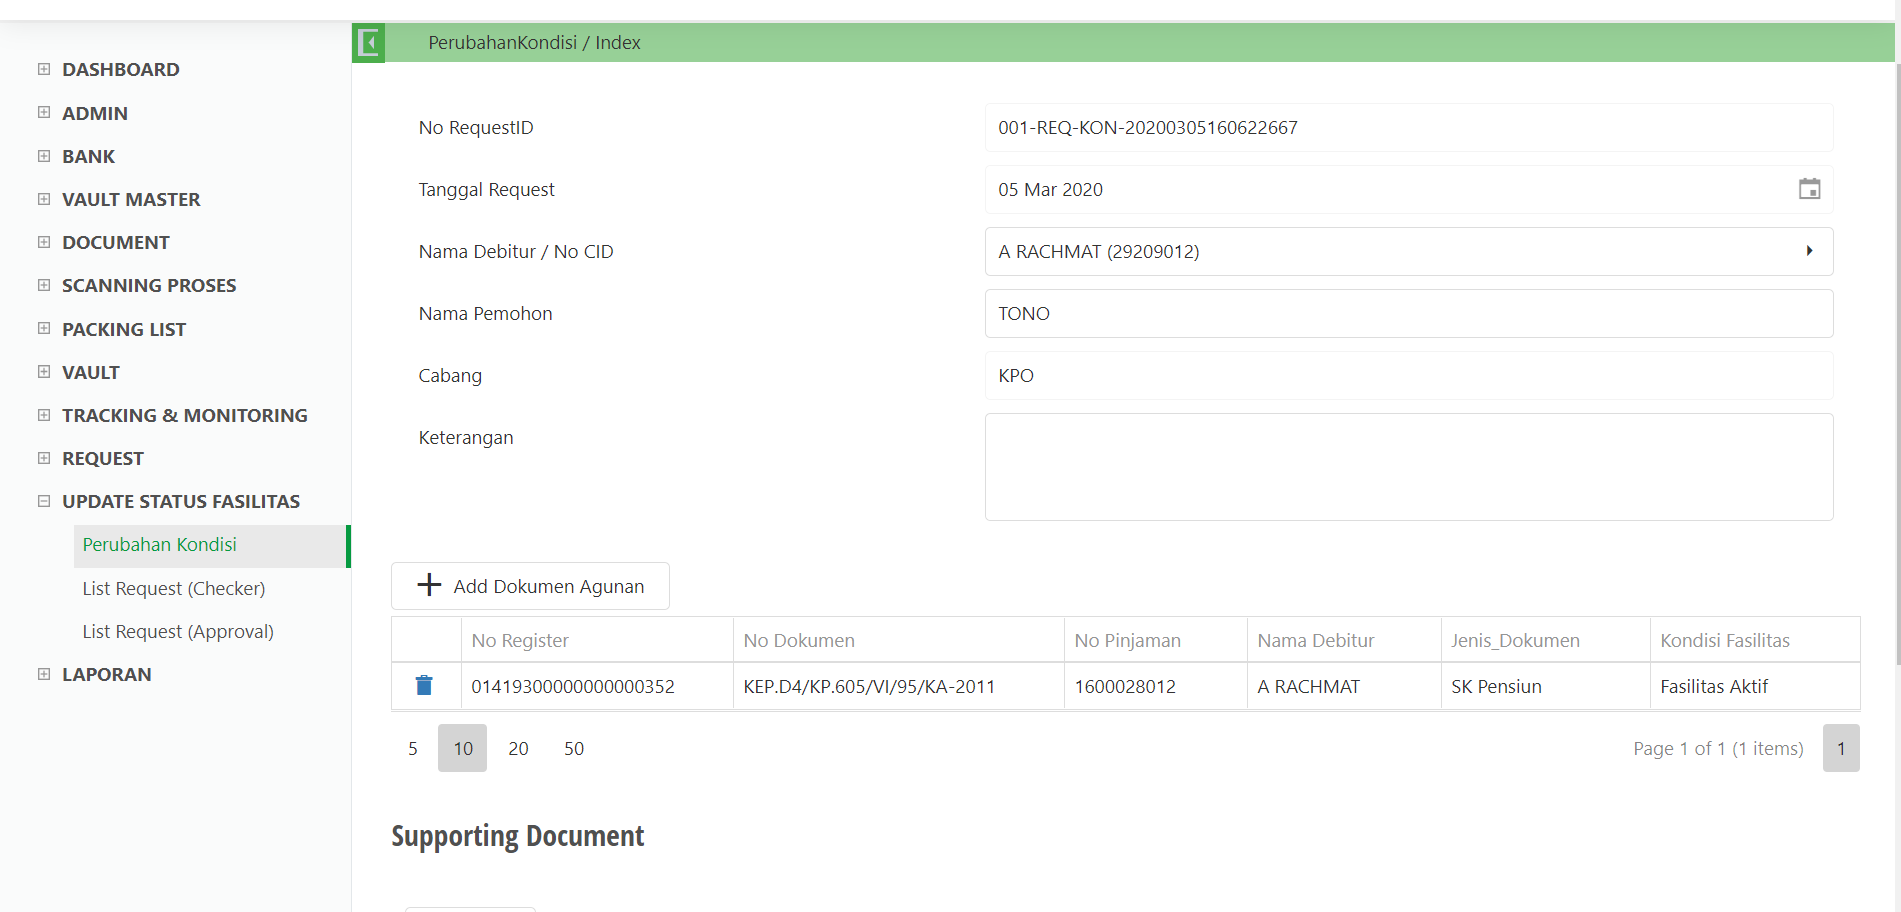 PerubahanKondisi / Index
DASHBOARD
ADMIN
BANK
VAULT MASTER
DOCUMENT
SCANNING PROSES
PACKING LIST
VAULT
TRACKING & MONITORING
REQUEST
UPDATE STATUS FASILITAS
Perubahan Kondisi
List Request (Checker)
List Request (Approval)
LAPORAN
No RequestID 001-REQ-KON-20200305160622667
Tanggal Request 05 Mar 2020
Nama Debitur / No CID A RACHMAT (29209012)
Nama Pemohon TONO
Cabang KPO
Keterangan
Add Dokumen Agunan
No Register No Dokumen No Pinjaman Nama Debitur Jenis_Dokumen Kondisi Fasilitas
01419300000000000352 KEP.D4/KP.605/VI/95/KA-2011 1600028012 A RACHMAT SK Pensiun Fasilitas Aktif
5 10 20 50 Page 1 of 1 (1 items) 1
Supporting Document